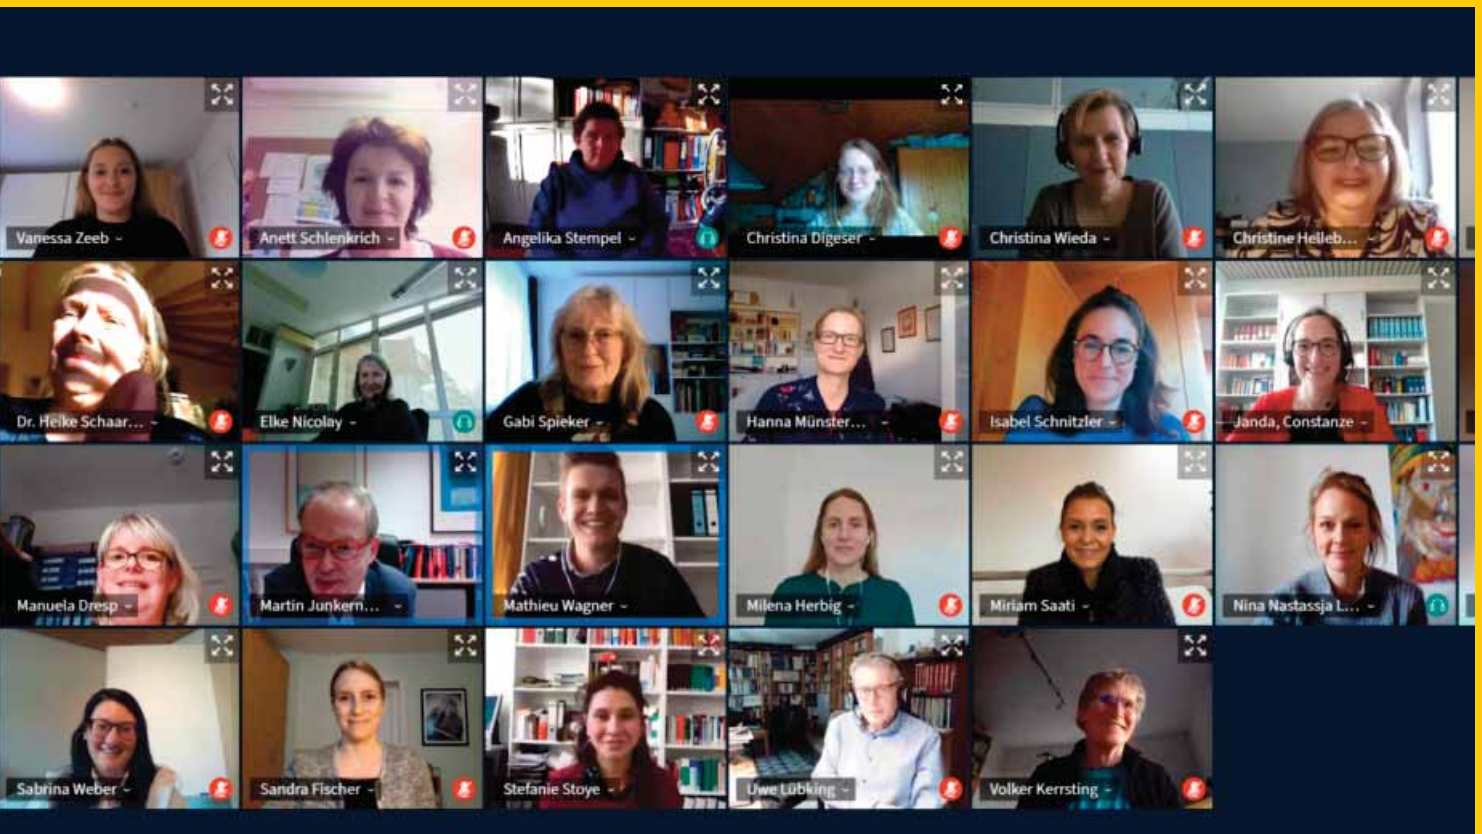 Vanessa Zeeb
Anett Schlenkrich
Angelika Stempel
Christina Digeser
Christina Wieda
Christine Helleb...
Dr. Heike Schaar...
Elke Nicolay
Gabi Spieker
Hanna Münster...
Isabel Schnitzler
Janda, Constanze
Manuela Dresp
Martin Junkern...
Mathieu Wagner
Milena Herbig
Miriam Saati
Nina Nastassja L...
Sabrina Weber
Sandra Fischer
Stefanie Stoye
Uwe Lübking
Volker Kerrsting